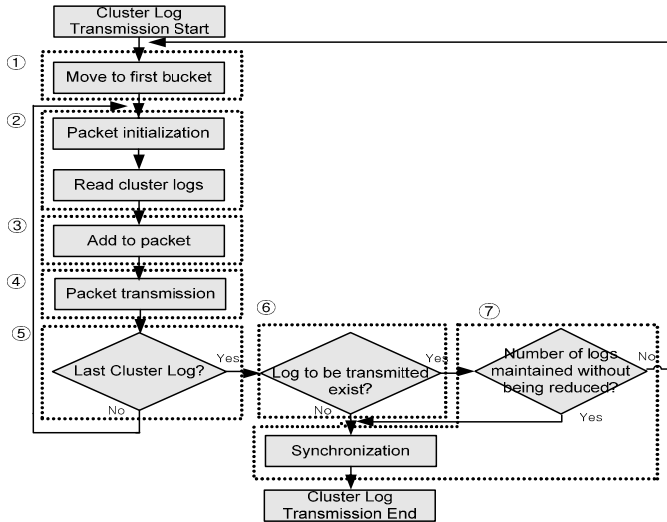 Cluster Log
Transmission Start
①
Move to first bucket
②
Packet initialization
Read cluster logs
③
Add to packet
④
Packet transmission
⑤
Last Cluster Log?
Yes
No
⑥
Log to be transmitted
exist?
Yes
No
⑦
Number of logs
maintained without
being reduced?
No
Yes
Synchronization
Cluster Log
Transmission End